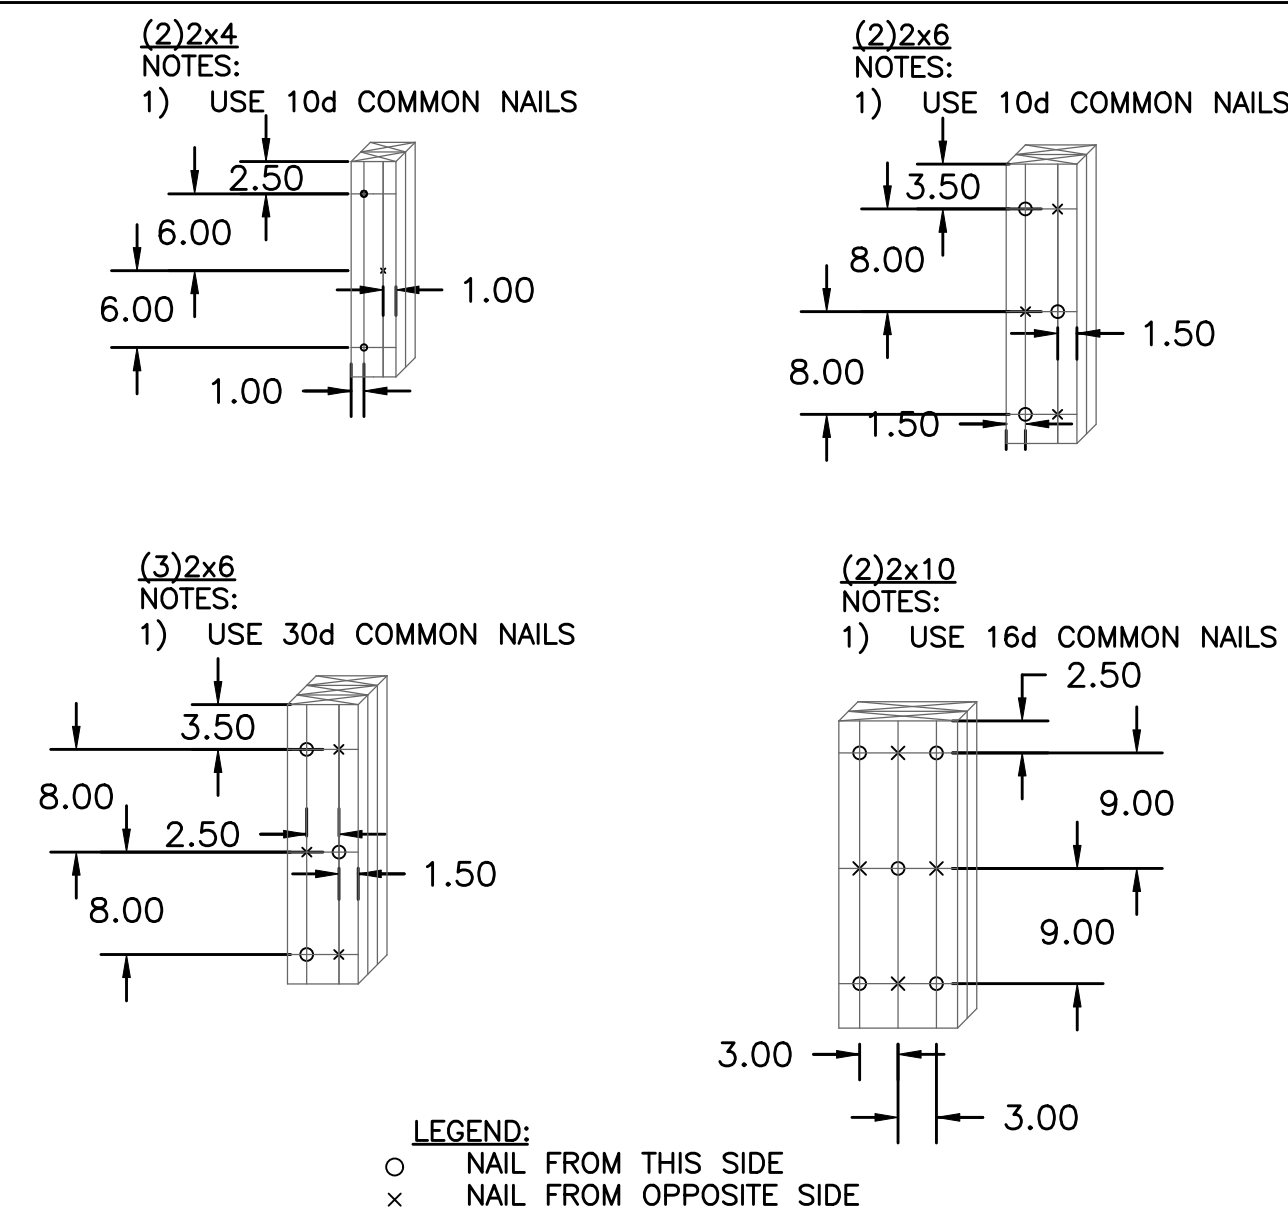 (2)2x4
NOTES:
1) USE 10d COMMON NAILS
2.50
6.00
6.00
1.00
1.00
(2)2x6
NOTES:
1) USE 10d COMMON NAILS
3.50
8.00
1.50
8.00
1.50
(3)2x6
NOTES:
1) USE 30d COMMON NAILS
3.50
8.00
2.50
1.50
8.00
(2)2x10
NOTES:
1) USE 16d COMMON NAILS
2.50
9.00
9.00
3.00
3.00
LEGEND:
NAIL FROM THIS SIDE
NAIL FROM OPPOSITE SIDE